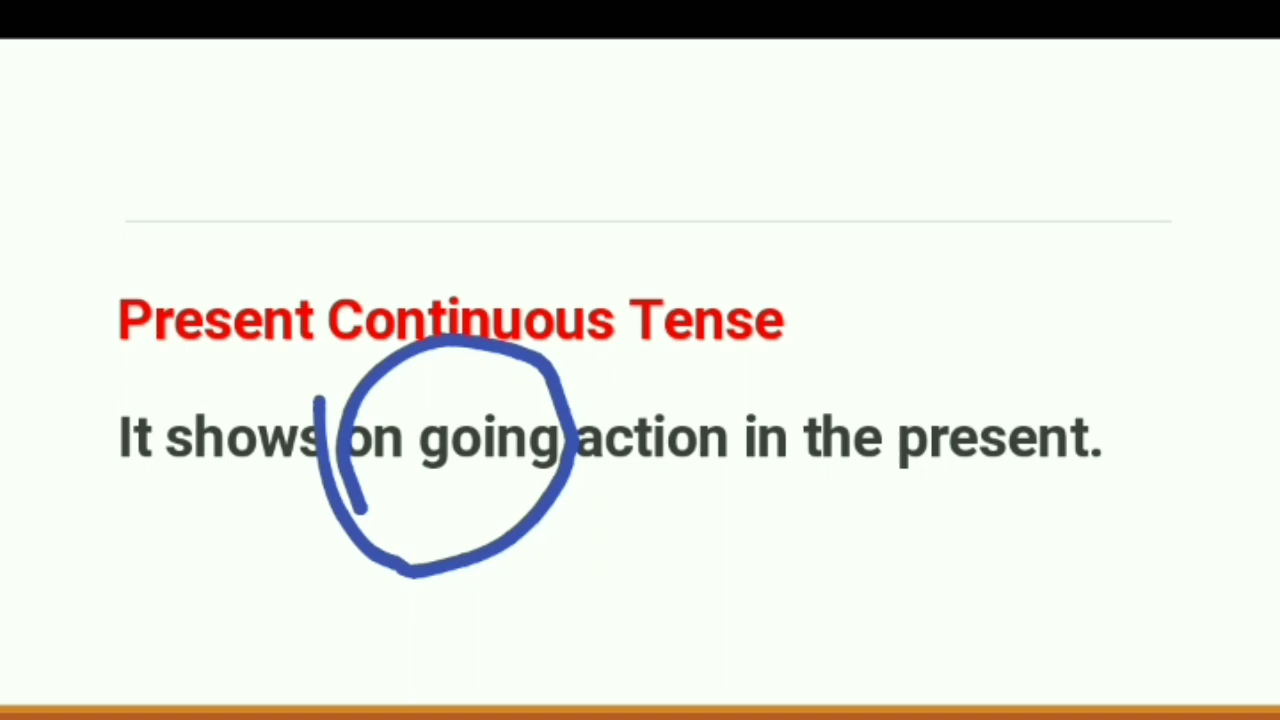 Present Continuous Tense
It shows on going action in the present.